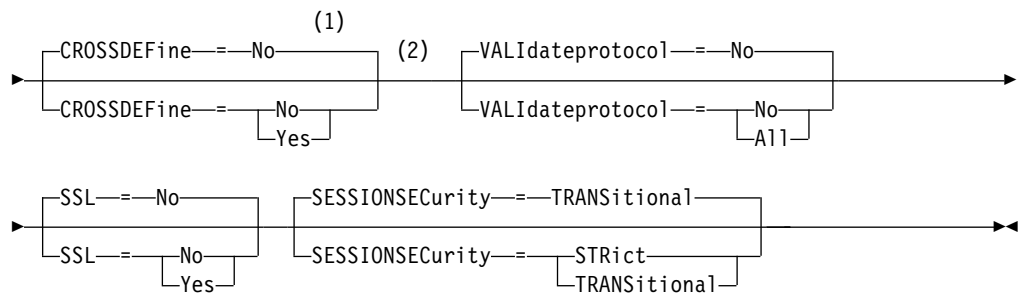 (1)
CROSSDEFine = No (2) VALIdateprotocol = No
CROSSDEFine = No VALIdateprotocol = No
Yes All
SSL = No SESSIONSECurity = TRANSitional
SSL = No SESSIONSECurity = STRict
Yes TRANSitional